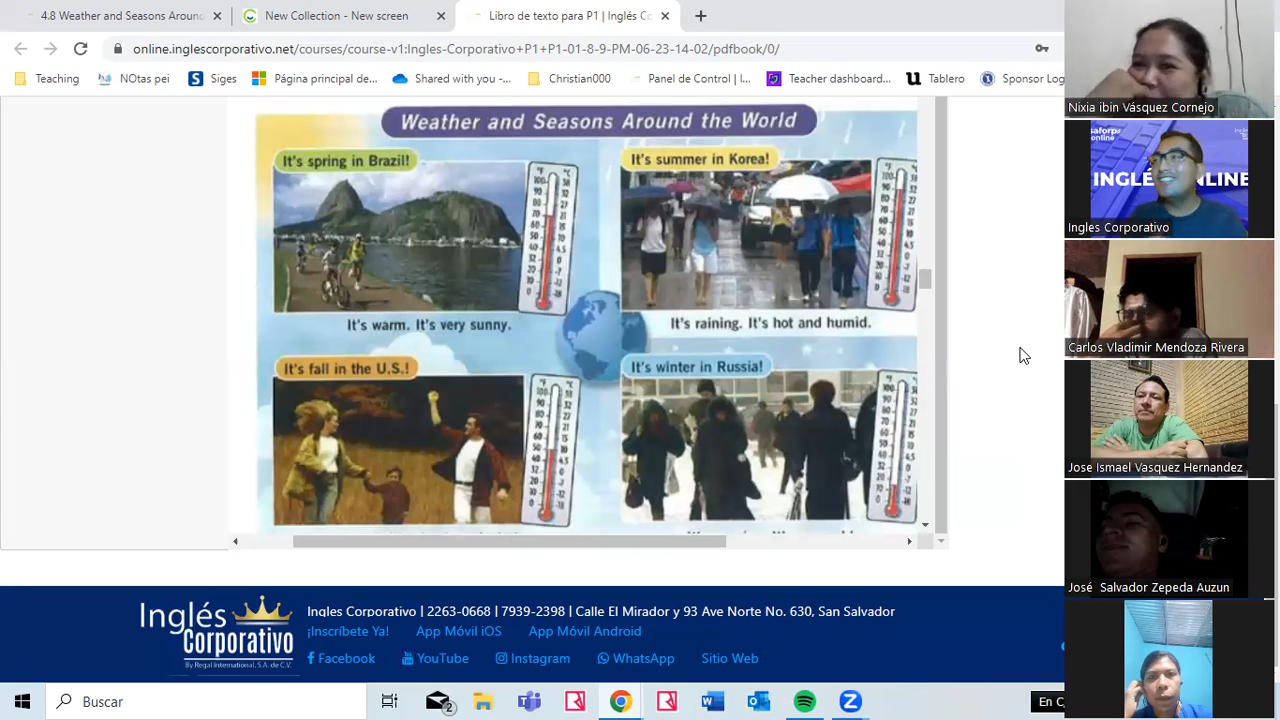 4.8 Weather and Seasons Around
New Collection - New screen
Libro de texto para P1 | Inglés Cc
online.inglescorporativo.net/courses/course-v1:Ingles-Corporativo+P1+P1-01-8-9-PM-06-23-14-02/pdfbook/0/
Teaching
NOtas pei
Siges
Página principal de...
Shared with you -...
Christian000
Panel de Control | I...
Teacher dashboard...
Tablero
Sponsor Log
Weather and Seasons Around the World
It's spring in Brazil!
It's summer in Korea!
It's warm. It's very sunny.
It's raining. It's hot and humid.
It's fall in the U.S.!
It's winter in Russia!
Inglés
Corporativo
By Regal International, S.A. de C.V.
Ingles Corporativo | 2263-0668 | 7939-2398 | Calle El Mirador y 93 Ave Norte No. 630, San Salvador
¡Inscríbete Ya! App Móvil iOS App Móvil Android
Facebook YouTube Instagram WhatsApp Sitio Web
Buscar
2
En C
Nixia ibin Vásquez Cornejo
INGLÉS ONLINE
Ingles Corporativo
Carlos Vladimir Mendoza Rivera
Jose Ismael Vasquez Hernandez
José Salvador Zepeda Auzun